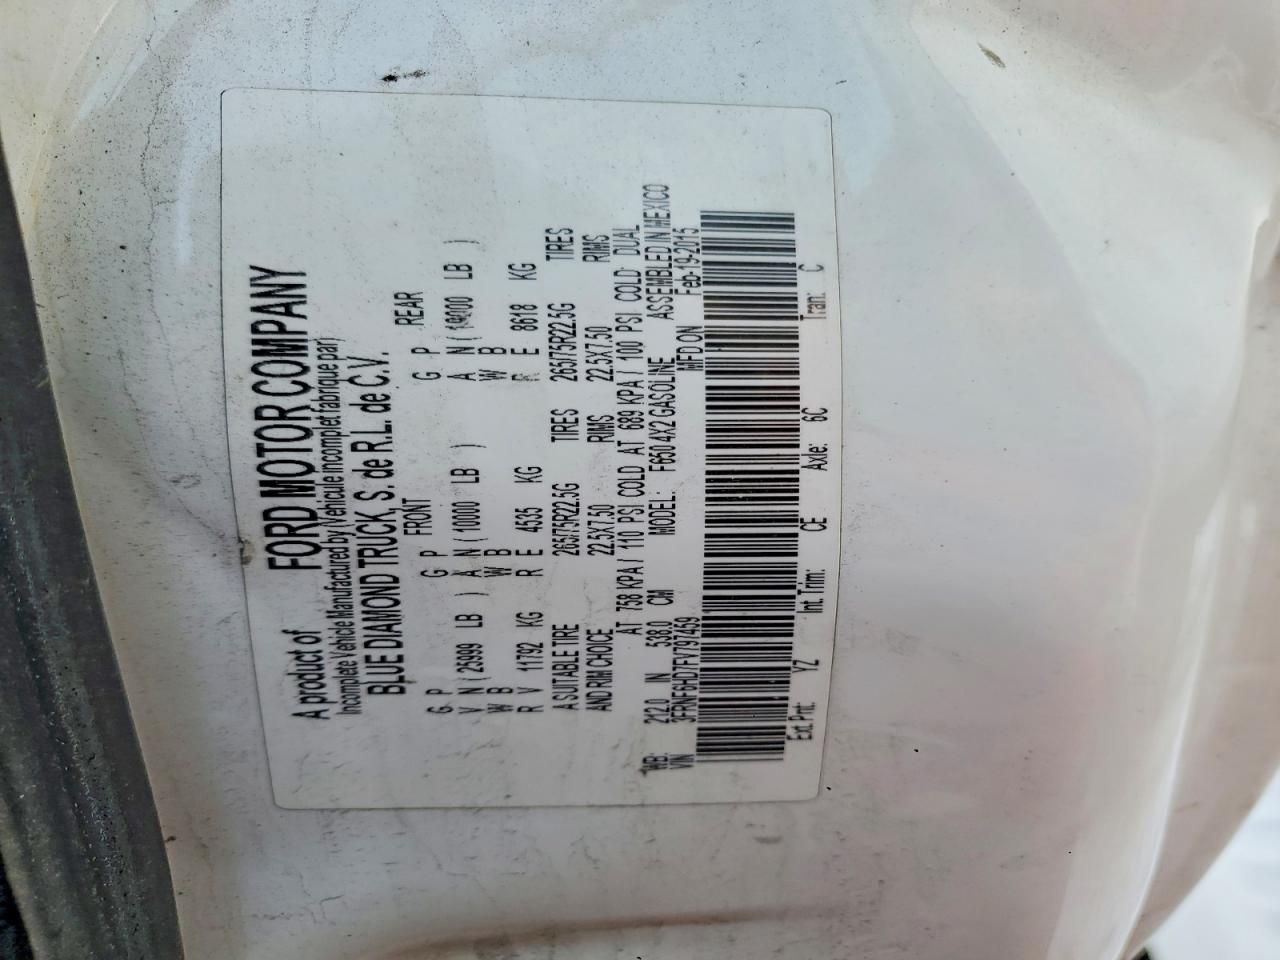 A product of FORD MOTOR COMPANY
Incomplete Vehicle Manufactured by (Véhicule incomplet fabriqué par)
BLUE DIAMOND TRUCK, S. de R.L. de C.V.
FRONT REAR
G P G P G P
V N ( 25999 LB ) A N ( 10000 LB ) A N ( LB )
W B W B W B
R V 11792 KG R E 4535 KG R E 8618 KG
A SUITABLE TIRE 265/75R22.5G TIRES 265/75R22.5G TIRES
AND RIM CHOICE 22.5X7.50 RIMS 22.5X7.50 RIMS
AT 758 KPA / 110 PSI COLD AT 689 KPA / 100 PSI COLD DUAL
WB: 212.0 IN 538.0 CM MODEL: F650 4X2 GASOLINE ASSEMBLED IN MEXICO
VIN 3FRNF6HD7FV797459 MFD ON Feb-19-2015
Ext. Pnt: YZ Int. Trim: CE Axle: 6C Tran: C